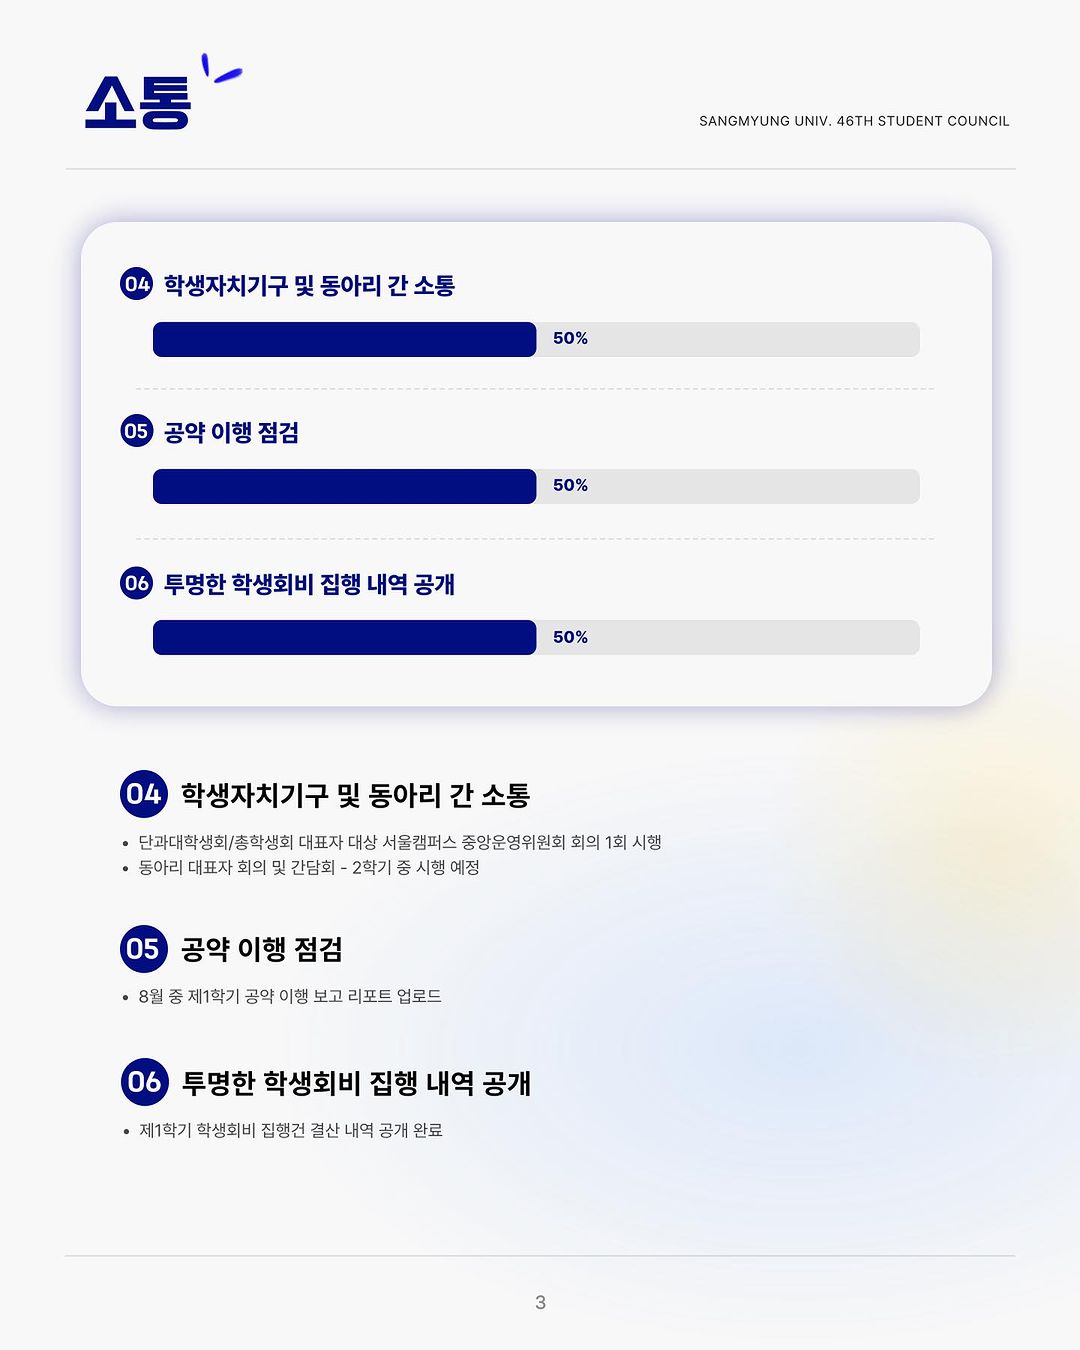 소통
SANGMYUNG UNIV. 46TH STUDENT COUNCIL
04 학생자치기구 및 동아리 간 소통
50%
05 공약 이행 점검
50%
06 투명한 학생회비 집행 내역 공개
50%
04 학생자치기구 및 동아리 간 소통
• 단과대학생회/총학생회 대표자 대상 서울캠퍼스 중앙운영위원회 회의 1회 시행
• 동아리 대표자 회의 및 간담회 - 2학기 중 시행 예정
05 공약 이행 점검
• 8월 중 제1학기 공약 이행 보고 리포트 업로드
06 투명한 학생회비 집행 내역 공개
• 제1학기 학생회비 집행건 결산 내역 공개 완료
3